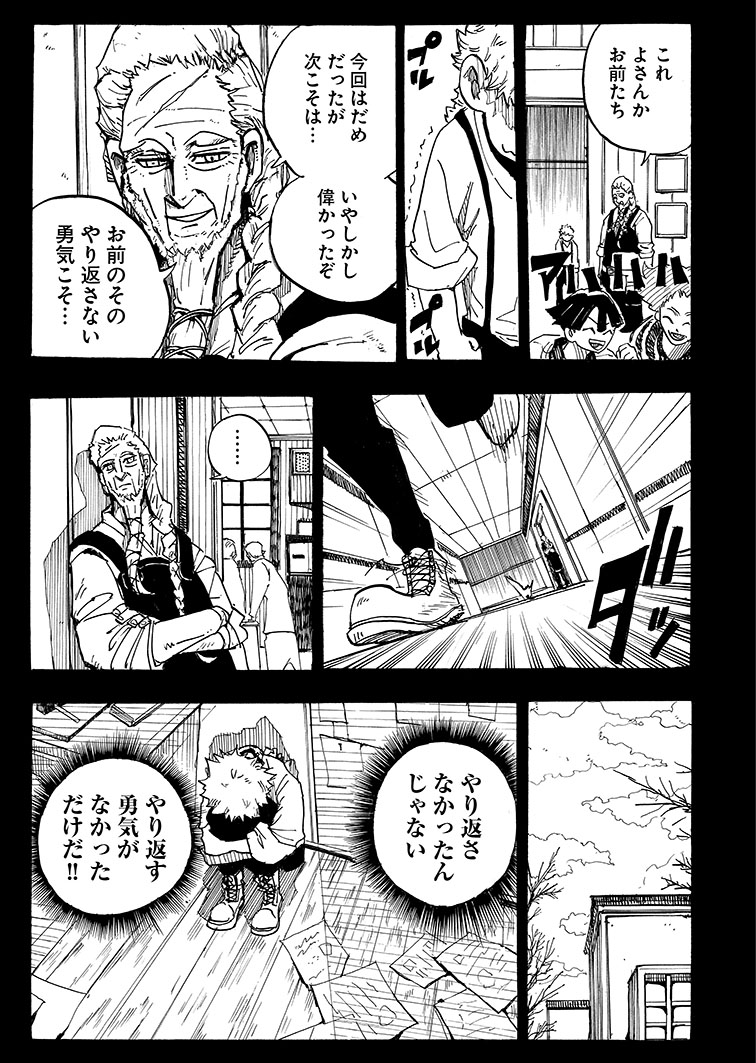 これ
よさんか
お前たち
アハハハハ
プル
プル
今回はだめ
だったが
次こそは…
いやしかし
偉かったぞ
お前のその
やり返さない
勇気こそ…
ダッ
……
やり返さ
なかったん
じゃない
やり返す
勇気が
なかった
だけだ!!